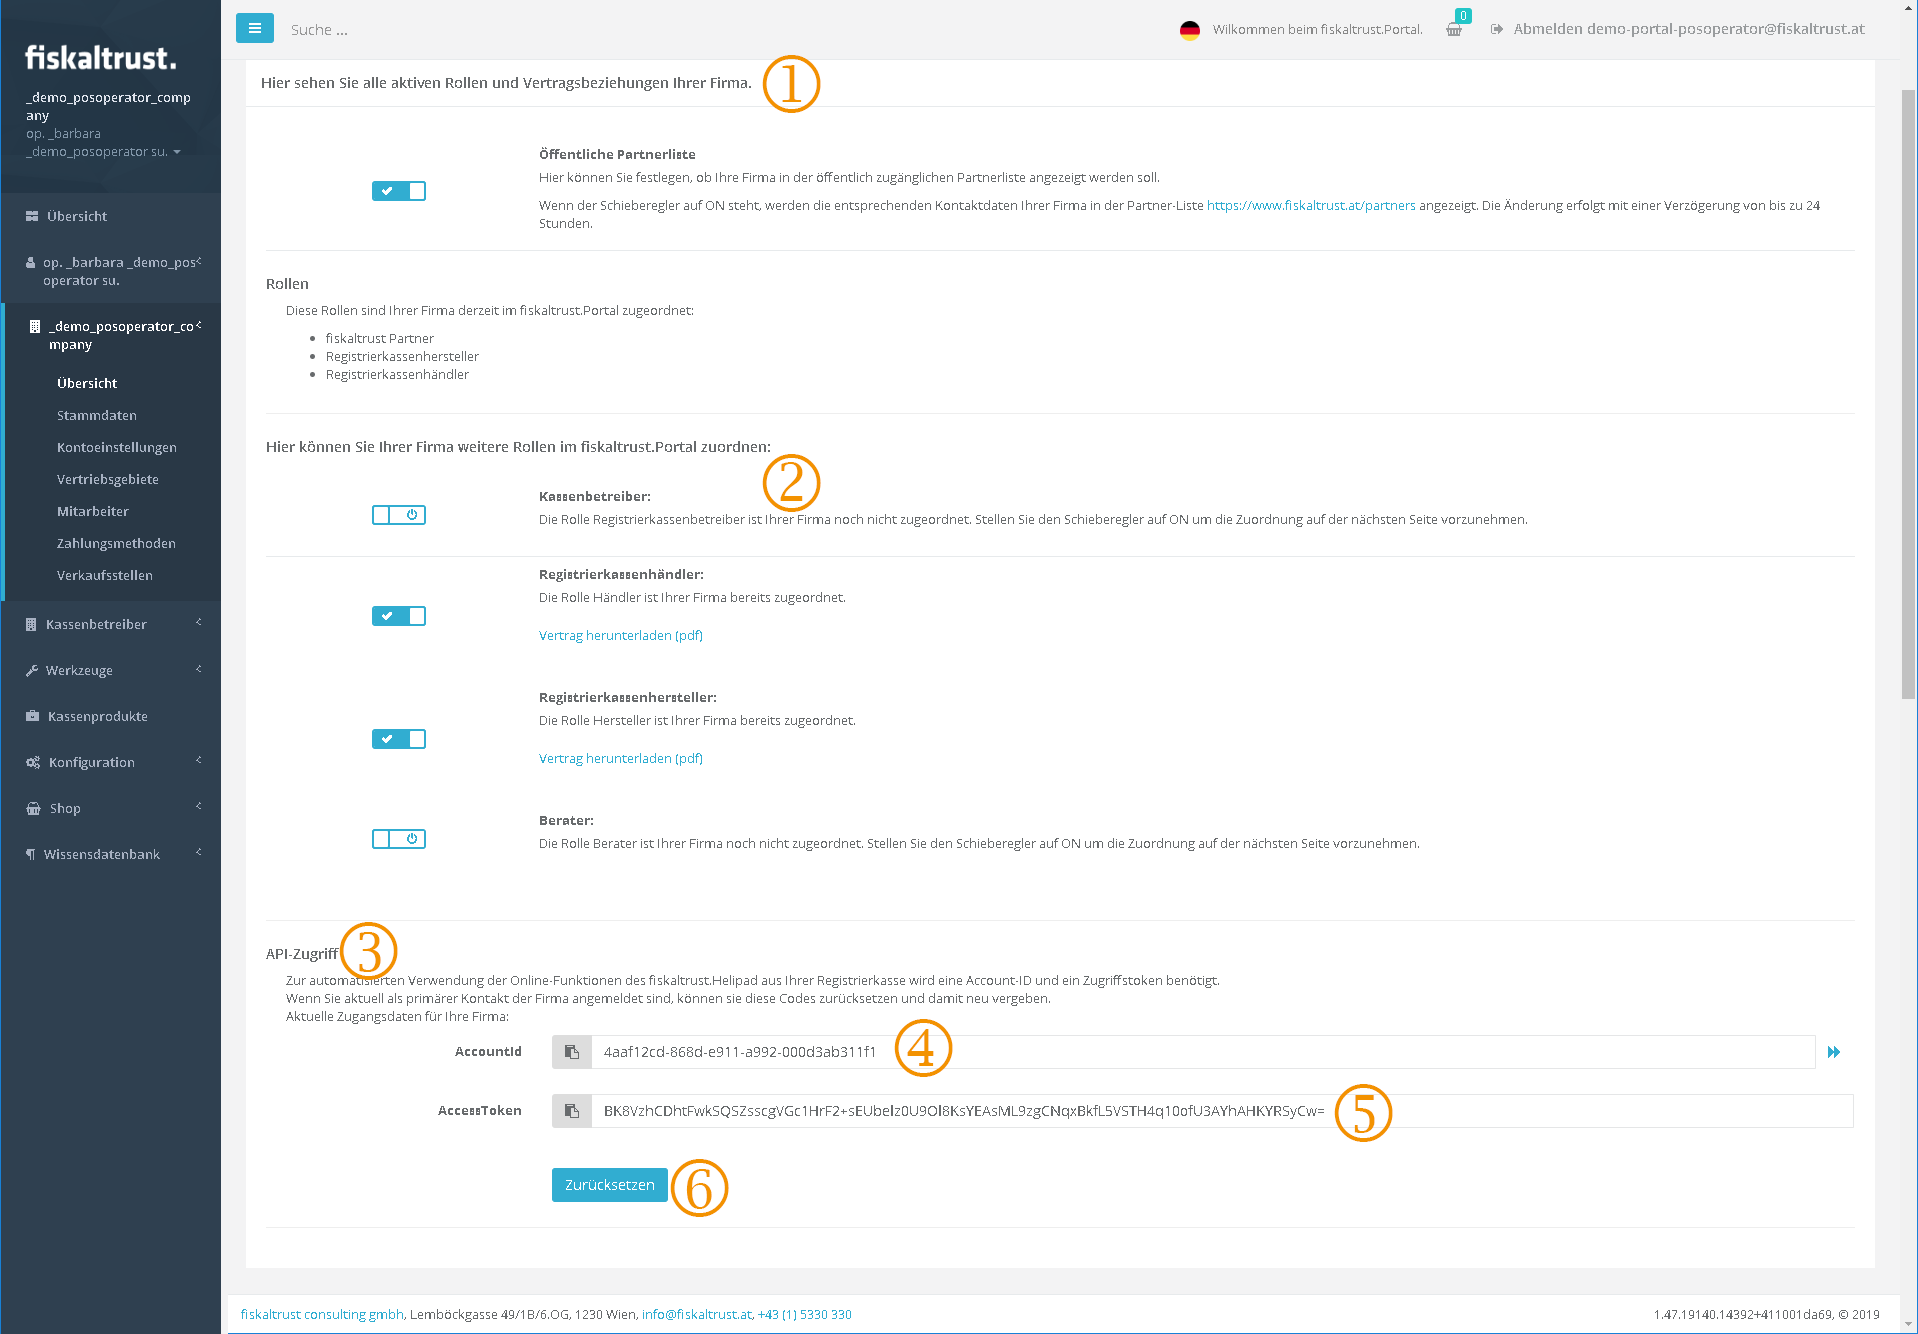 fiskaltrust.
_demo_posoperator_comp
any
op. _barbara
_demo_posoperator su.
Übersicht
op. _barbara _demo_pos
operator su.
_demo_posoperator_co
mpany
Übersicht
Stammdaten
Kontoeinstellungen
Vertriebsgebiete
Mitarbeiter
Zahlungsmethoden
Verkaufsstellen
Kassenbetreiber
Werkzeuge
Kassenprodukte
Konfiguration
Shop
Wissensdatenbank
Suche ...
Wilkommen beim fiskaltrust.Portal.
0
Abmelden demo-portal-posoperator@fiskaltrust.at
Hier sehen Sie alle aktiven Rollen und Vertragsbeziehungen Ihrer Firma.
1
Öffentliche Partnerliste
Hier können Sie festlegen, ob Ihre Firma in der öffentlich zugänglichen Partnerliste angezeigt werden soll.
Wenn der Schieberegler auf ON steht, werden die entsprechenden Kontaktdaten Ihrer Firma in der Partner-Liste https://www.fiskaltrust.at/partners angezeigt. Die Änderung erfolgt mit einer Verzögerung von bis zu 24
Stunden.
Rollen
Diese Rollen sind Ihrer Firma derzeit im fiskaltrust.Portal zugeordnet:
• fiskaltrust Partner
• Registrierkassenhersteller
• Registrierkassenhändler
Hier können Sie Ihrer Firma weitere Rollen im fiskaltrust.Portal zuordnen:
2
Kassenbetreiber:
Die Rolle Registrierkassenbetreiber ist Ihrer Firma noch nicht zugeordnet. Stellen Sie den Schieberegler auf ON um die Zuordnung auf der nächsten Seite vorzunehmen.
Registrierkassenhändler:
Die Rolle Händler ist Ihrer Firma bereits zugeordnet.
Vertrag herunterladen (pdf)
Registrierkassenhersteller:
Die Rolle Hersteller ist Ihrer Firma bereits zugeordnet.
Vertrag herunterladen (pdf)
Berater:
Die Rolle Berater ist Ihrer Firma noch nicht zugeordnet. Stellen Sie den Schieberegler auf ON um die Zuordnung auf der nächsten Seite vorzunehmen.
API-Zugriff
3
Zur automatisierten Verwendung der Online-Funktionen des fiskaltrust.Helipad aus Ihrer Registrierkasse wird eine Account-ID und ein Zugriffstoken benötigt.
Wenn Sie aktuell als primärer Kontakt der Firma angemeldet sind, können sie diese Codes zurücksetzen und damit neu vergeben.
Aktuelle Zugangsdaten für Ihre Firma:
AccountId 4aaf12cd-868d-e911-a992-000d3ab311f1
4
AccessToken BK8VzhCDhtFwkSQSZsscgVGc1HrF2+sEUbelz0U9Ol8KsYEAsML9zgCNqxBkfL5VSTH4q10ofU3AYhAHKYRSyCw=
5
Zurücksetzen
6
fiskaltrust consulting gmbh, Lemböckgasse 49/1B/6.OG, 1230 Wien, info@fiskaltrust.at, +43 (1) 5330 330
1.47.19140.14392+411001da69, © 2019